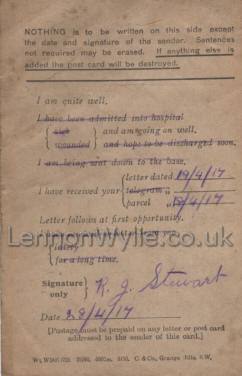 NOTHING is to be written on this side except
the date and signature of the sender. Sentences
not required may be erased. If anything else is
added the post card will be destroyed.
I am quite well.
I have been admitted into hospital
sick
and am going on well.
wounded
and hope to be discharged soon.
I am being sent down to the base.
letter dated 19/4/17
I have received your telegram „
parcel „ /4/17
Letter follows at first opportunity.
LennonWylie.co.uk
lately
for a long time.
Signature
only
R. J. Stewart
Date 23/4/17
[Postage must be prepaid on any letter or post card
addressed to the sender of this card.]